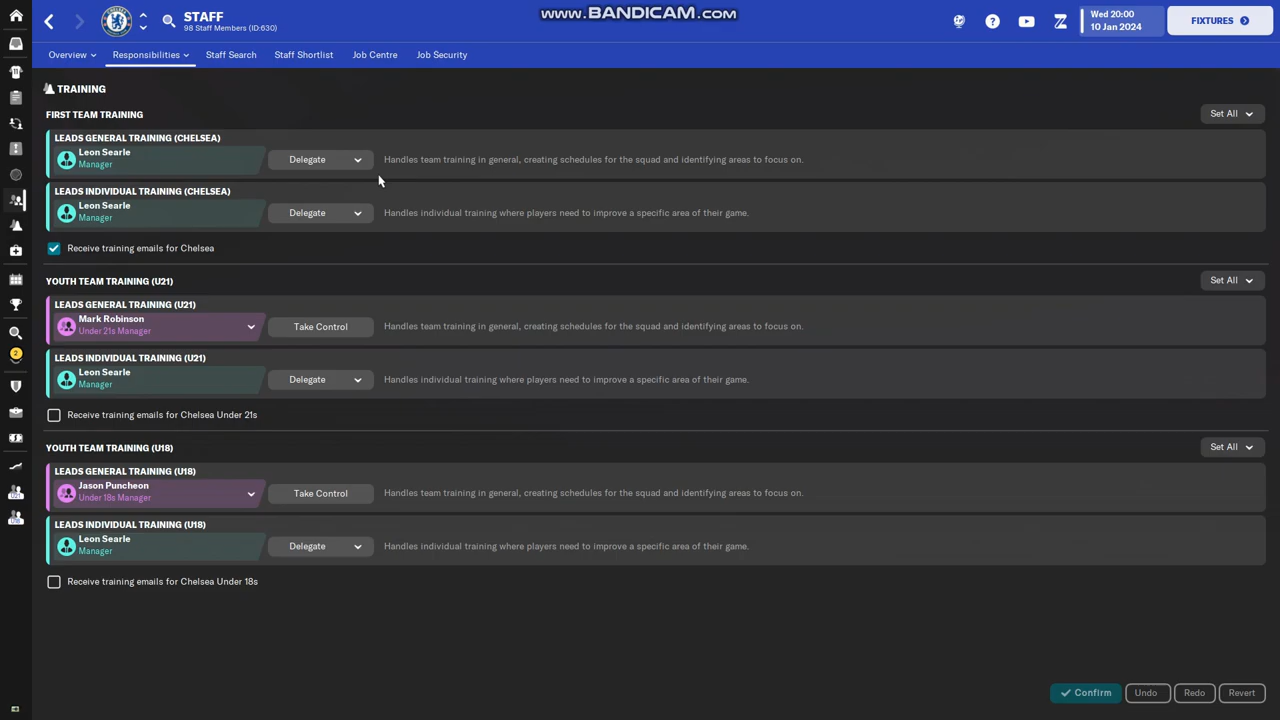 www.BANDICAM.com
STAFF
98 Staff Members (ID:630)
Wed 20:00
10 Jan 2024
FIXTURES
Overview
Responsibilities
Staff Search
Staff Shortlist
Job Centre
Job Security
TRAINING
FIRST TEAM TRAINING
Set All
LEADS GENERAL TRAINING (CHELSEA)
Leon Searle
Manager
Delegate
Handles team training in general, creating schedules for the squad and identifying areas to focus on.
LEADS INDIVIDUAL TRAINING (CHELSEA)
Leon Searle
Manager
Delegate
Handles individual training where players need to improve a specific area of their game.
Receive training emails for Chelsea
YOUTH TEAM TRAINING (U21)
Set All
LEADS GENERAL TRAINING (U21)
Mark Robinson
Under 21s Manager
Take Control
Handles team training in general, creating schedules for the squad and identifying areas to focus on.
LEADS INDIVIDUAL TRAINING (U21)
Leon Searle
Manager
Delegate
Handles individual training where players need to improve a specific area of their game.
Receive training emails for Chelsea Under 21s
YOUTH TEAM TRAINING (U18)
Set All
LEADS GENERAL TRAINING (U18)
Jason Puncheon
Under 18s Manager
Take Control
Handles team training in general, creating schedules for the squad and identifying areas to focus on.
LEADS INDIVIDUAL TRAINING (U18)
Leon Searle
Manager
Delegate
Handles individual training where players need to improve a specific area of their game.
Receive training emails for Chelsea Under 18s
2
U21
U18
Confirm
Undo
Redo
Revert